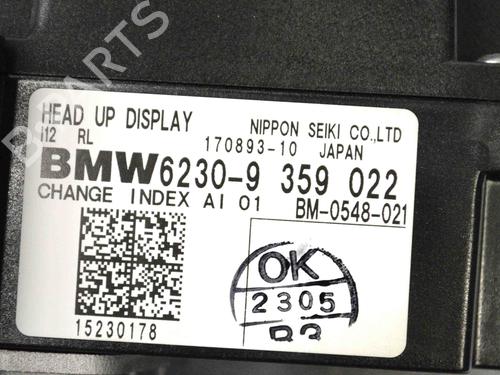 B PARTS
HEAD UP DISPLAY NIPPON SEIKI CO.,LTD
i12 RL 170893-10 JAPAN
BMW 6230-9 359 022
CHANGE INDEX AI 01 BM-0548-021
OK
2305
15230178